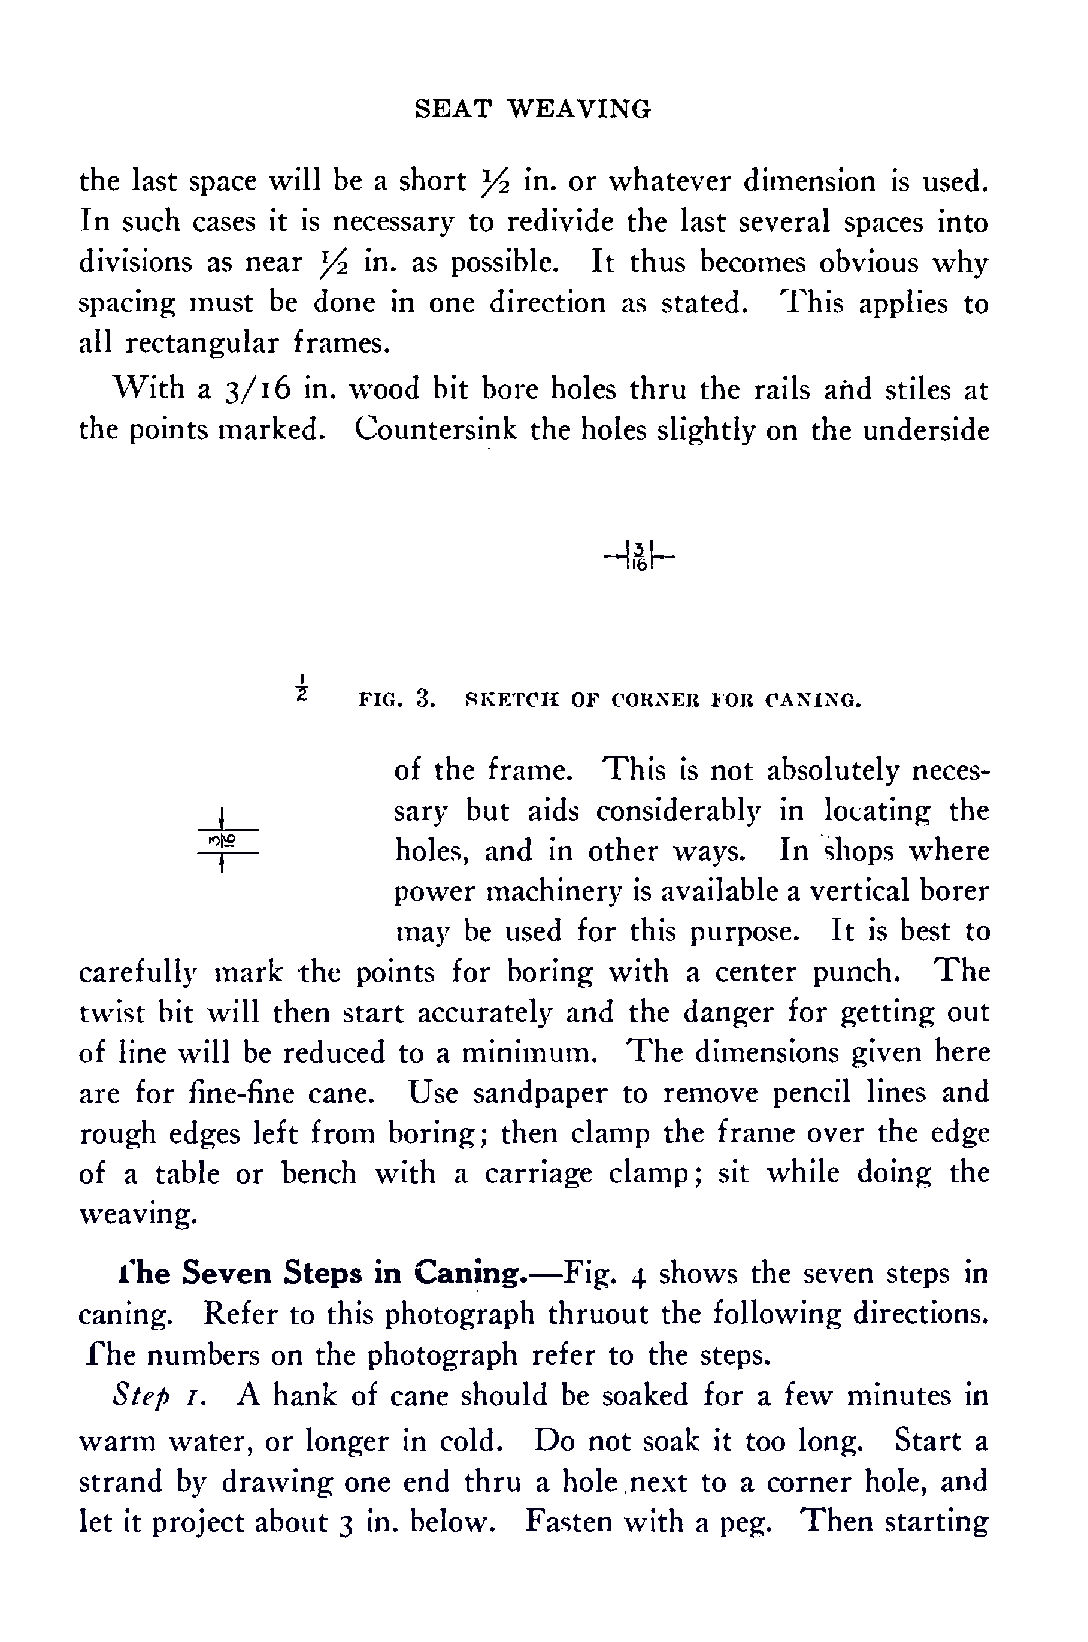 SEAT WEAVING
the last space will be a short ½ in. or whatever dimension is used.
In such cases it is necessary to redivide the last several spaces into
divisions as near ½ in. as possible. It thus becomes obvious why
spacing must be done in one direction as stated. This applies to
all rectangular frames.
With a 3/16 in. wood bit bore holes thru the rails and stiles at
the points marked. Countersink the holes slightly on the underside
3/16
1/2
FIG. 3. SKETCH OF CORNER FOR CANING.
of the frame. This is not absolutely neces-
sary but aids considerably in locating the
3/16
holes, and in other ways. In shops where
power machinery is available a vertical borer
may be used for this purpose. It is best to
carefully mark the points for boring with a center punch. The
twist bit will then start accurately and the danger for getting out
of line will be reduced to a minimum. The dimensions given here
are for fine-fine cane. Use sandpaper to remove pencil lines and
rough edges left from boring; then clamp the frame over the edge
of a table or bench with a carriage clamp; sit while doing the
weaving.
The Seven Steps in Caning.—Fig. 4 shows the seven steps in
caning. Refer to this photograph thruout the following directions.
The numbers on the photograph refer to the steps.
Step 1. A hank of cane should be soaked for a few minutes in
warm water, or longer in cold. Do not soak it too long. Start a
strand by drawing one end thru a hole next to a corner hole, and
let it project about 3 in. below. Fasten with a peg. Then starting